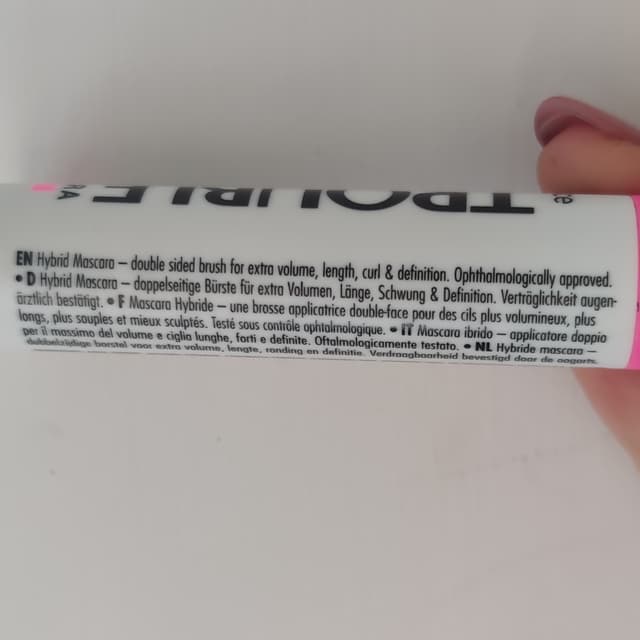 TROUBLE
RA
re
EN Hybrid Mascara – double sided brush for extra volume, length, curl & definition. Ophthalmologically approved.
• D Hybrid Mascara – doppelseitige Bürste für extra Volumen, Länge, Schwung & Definition. Verträglichkeit augen-
ärztlich bestätigt. • F Mascara Hybride – une brosse applicatrice double-face pour des cils plus volumineux, plus
longs, plus souples et mieux sculptés. Testé sous contrôle ophtalmologique. • IT Mascara ibrido – applicatore doppio
per il massimo del volume e ciglia lunghe, forti e definite. Oftalmologicamente testato. • NL Hybride mascara –
dubbelzijdige borstel voor extra volume, lengte, ronding en definitie. Verdraagbaarheid bevestigd door de oogarts.